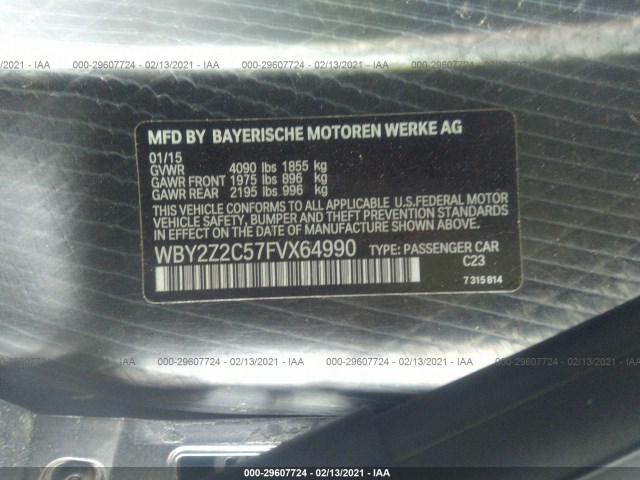 000-29607724 - 02/13/2021 - IAA
MFD BY BAYERISCHE MOTOREN WERKE AG
01/15
GVWR 4090 lbs 1855 kg
GAWR FRONT 1975 lbs 896 kg
GAWR REAR 2195 lbs 996 kg
THIS VEHICLE CONFORMS TO ALL APPLICABLE U.S.FEDERAL MOTOR
VEHICLE SAFETY, BUMPER AND THEFT PREVENTION STANDARDS
IN EFFECT ON THE DATE OF MANUFACTURE SHOWN ABOVE.
WBY2Z2C57FVX64990 TYPE: PASSENGER CAR
C23
7 315 814
/2021 - IAA 000-29607724 - 02/13/2021 - IAA 000-29607724 - 02/13/2021 - IAA
000-29607724 - 02/13/2021 - IAA